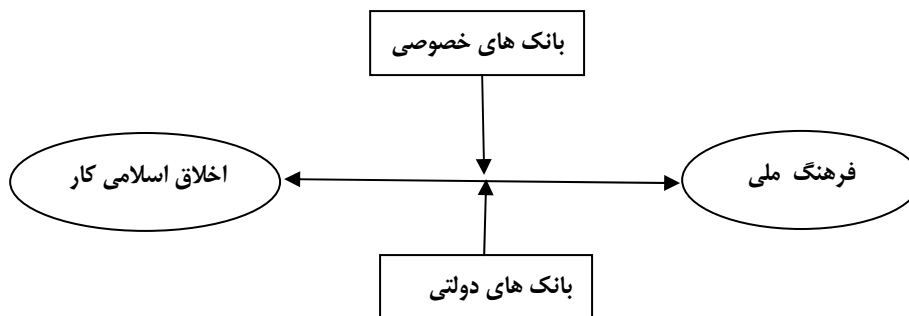 بانک های خصوصی
فرهنگ ملی
اخلاق اسلامی کار
بانک های دولتی